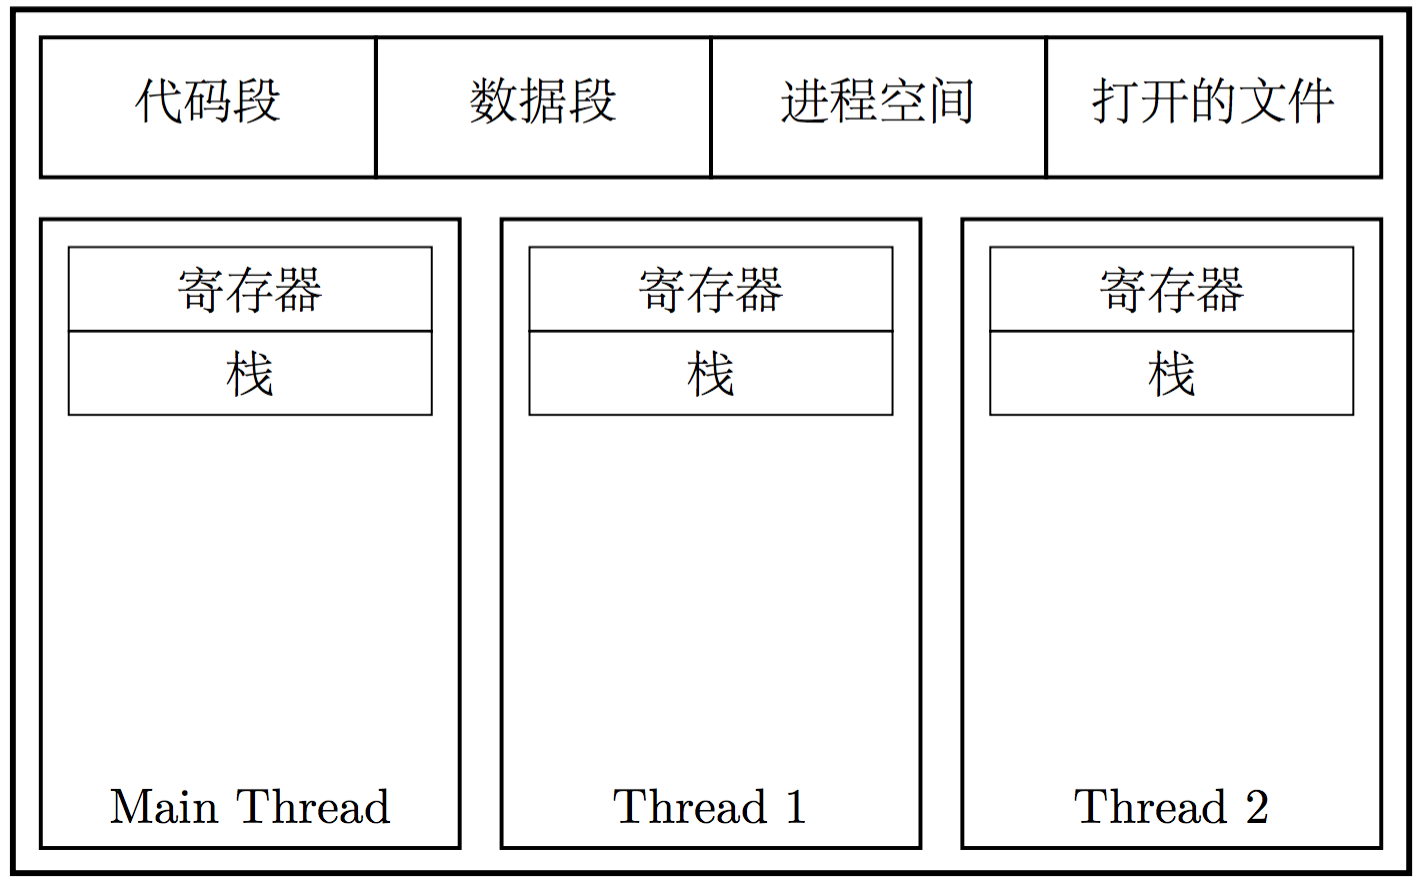 代码段 数据段 进程空间 打开的文件
寄存器 寄存器 寄存器
栈 栈 栈
Main Thread Thread 1 Thread 2